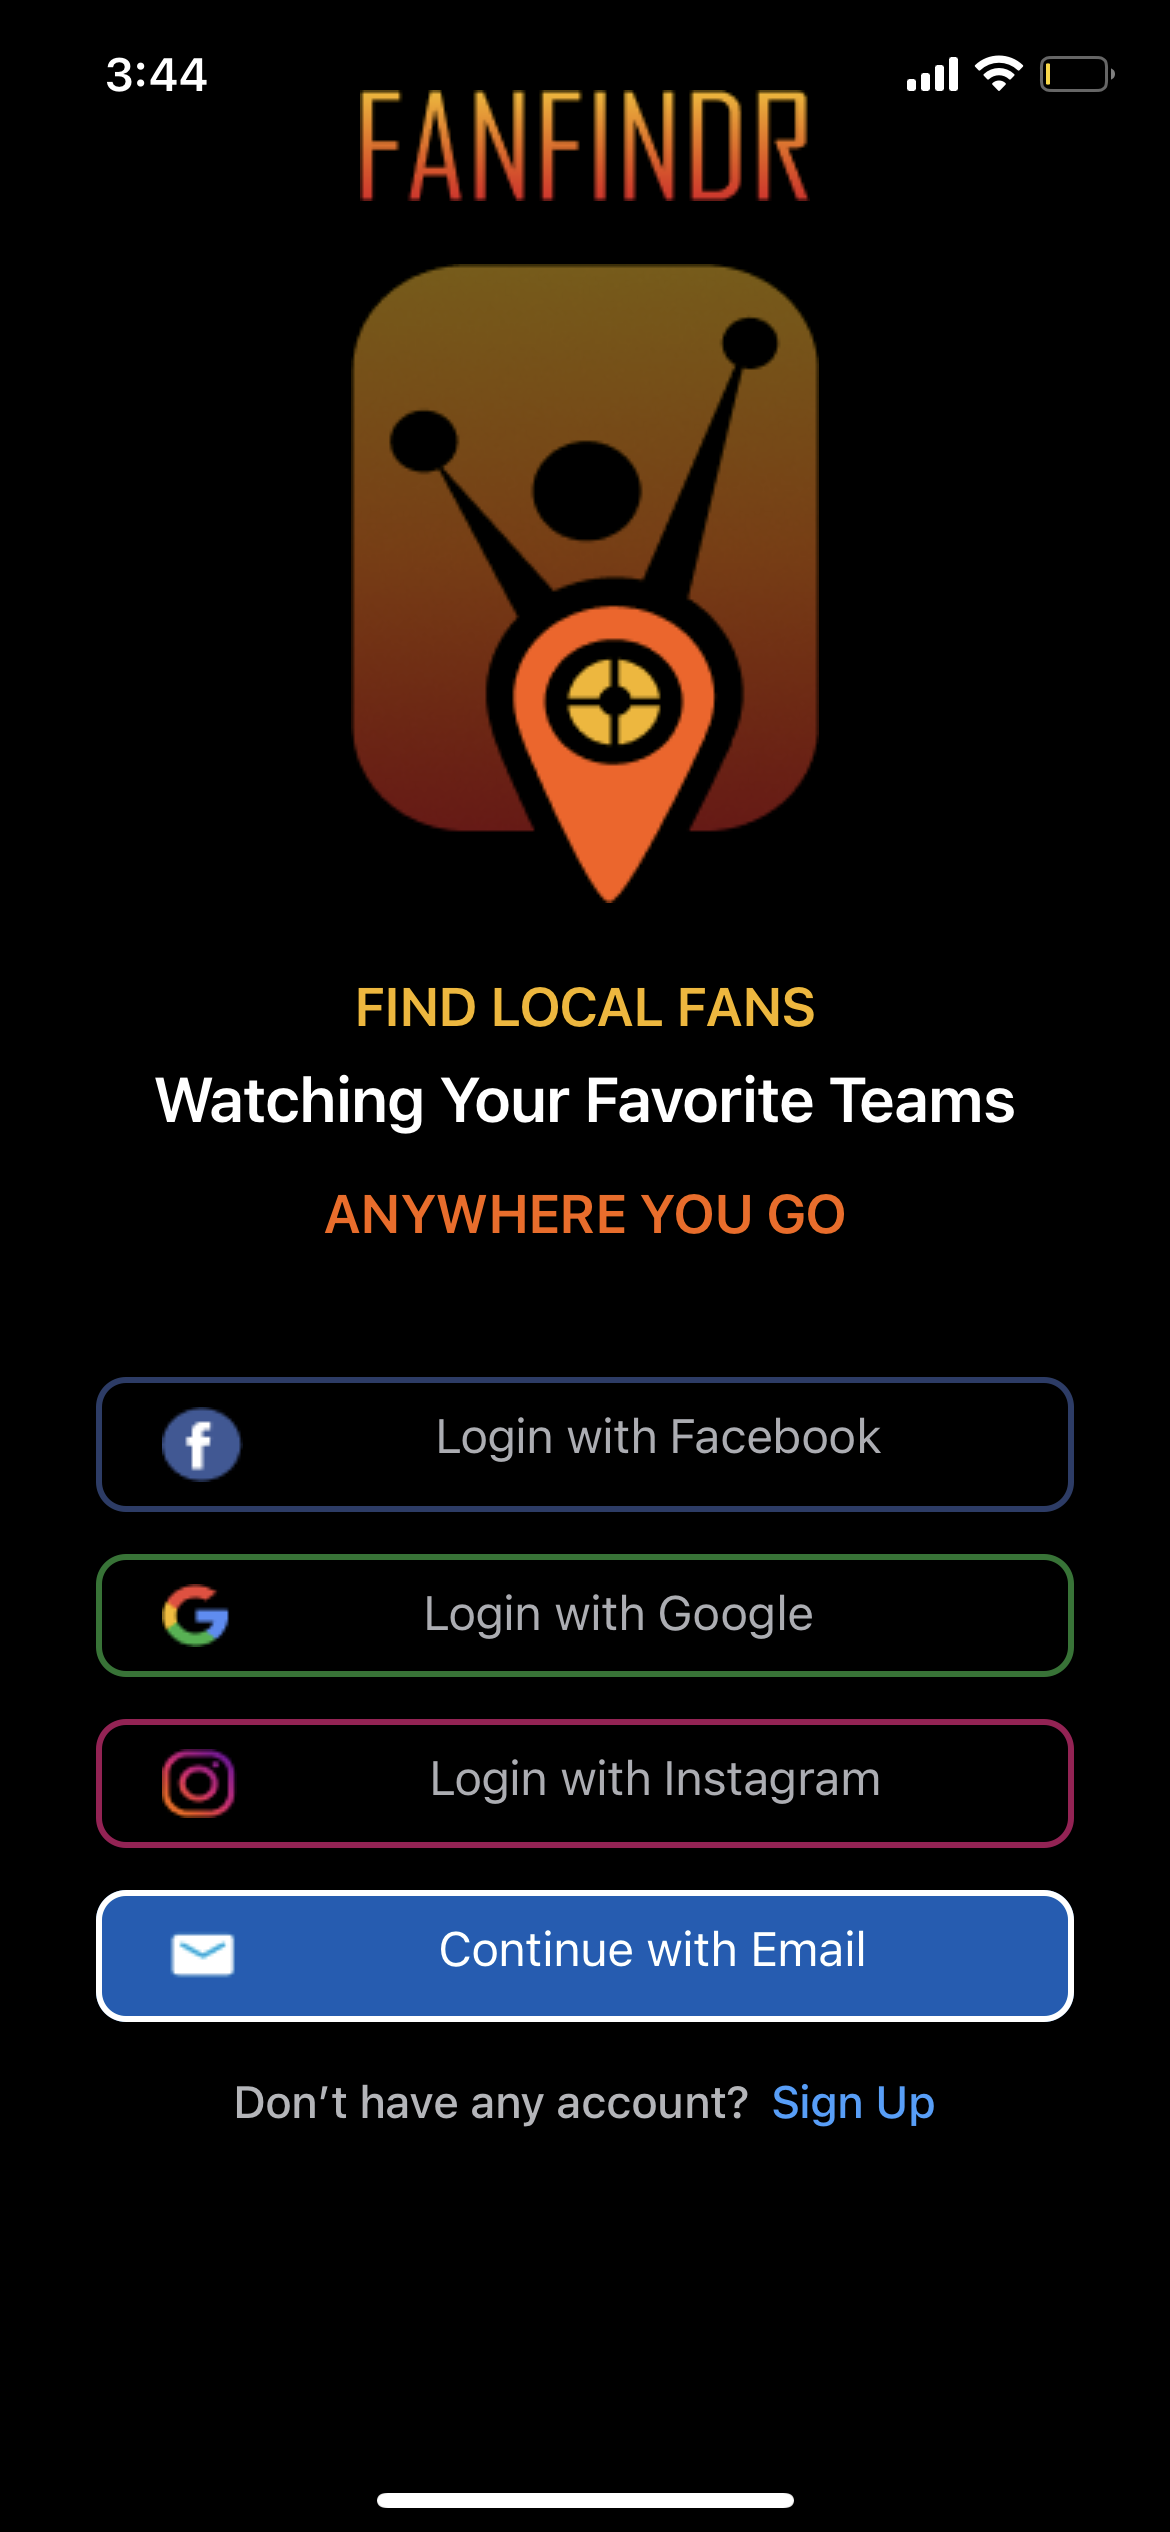 3:44
FANFINDR
FIND LOCAL FANS
Watching Your Favorite Teams
ANYWHERE YOU GO
Login with Facebook
Login with Google
Login with Instagram
Continue with Email
Don’t have any account? Sign Up